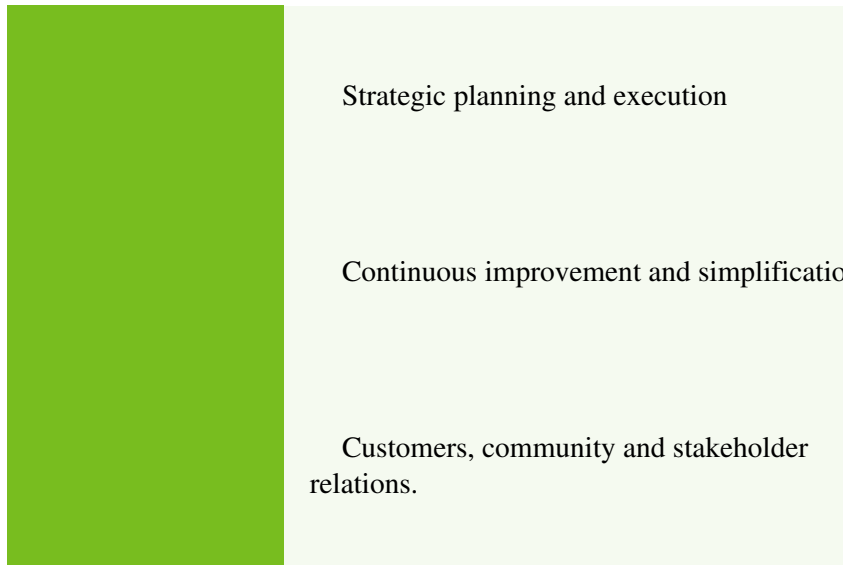 Strategic planning and execution
Continuous improvement and simplificatio
Customers, community and stakeholder
relations.